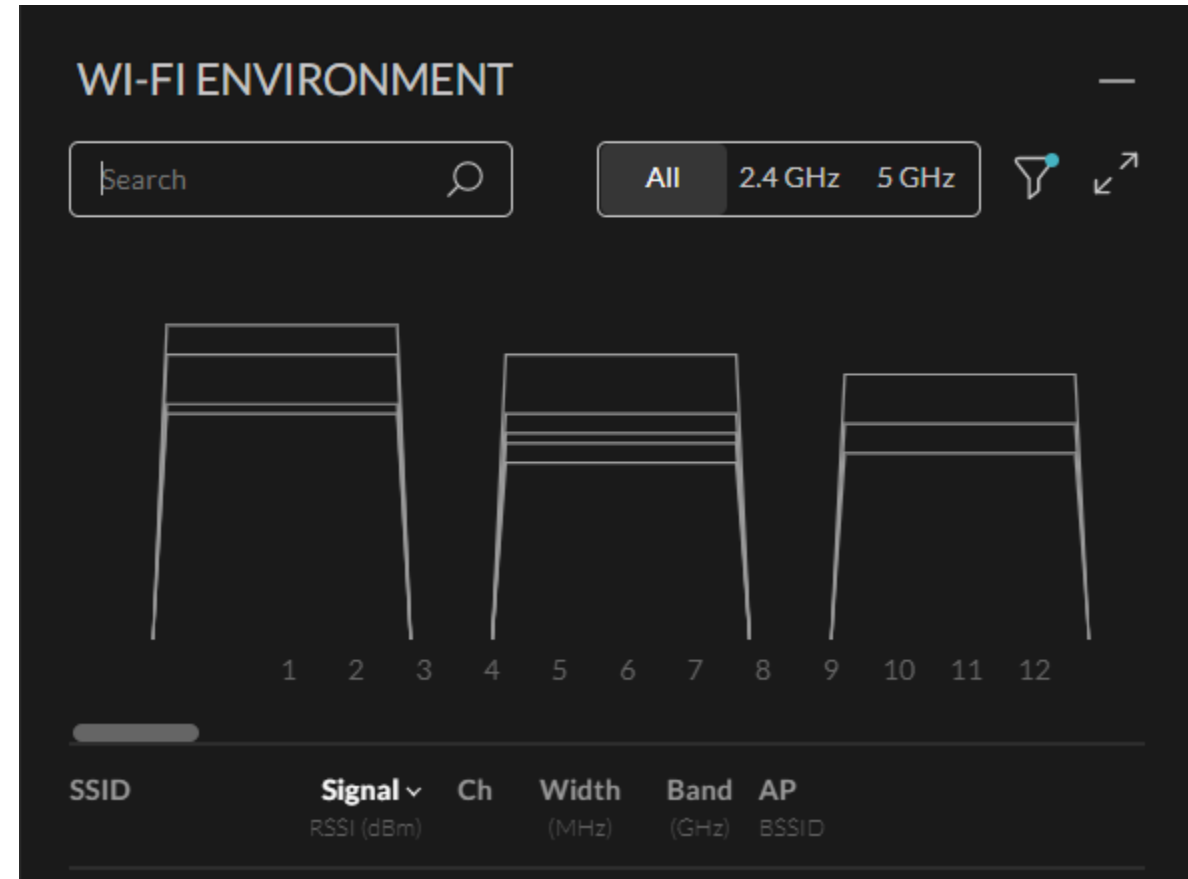 WI-FI ENVIRONMENT
Search
All 2.4 GHz 5 GHz
1 2 3 4 5 6 7 8 9 10 11 12
SSID Signal Ch Width Band AP
RSSI (dBm) (MHz) (GHz) BSSID